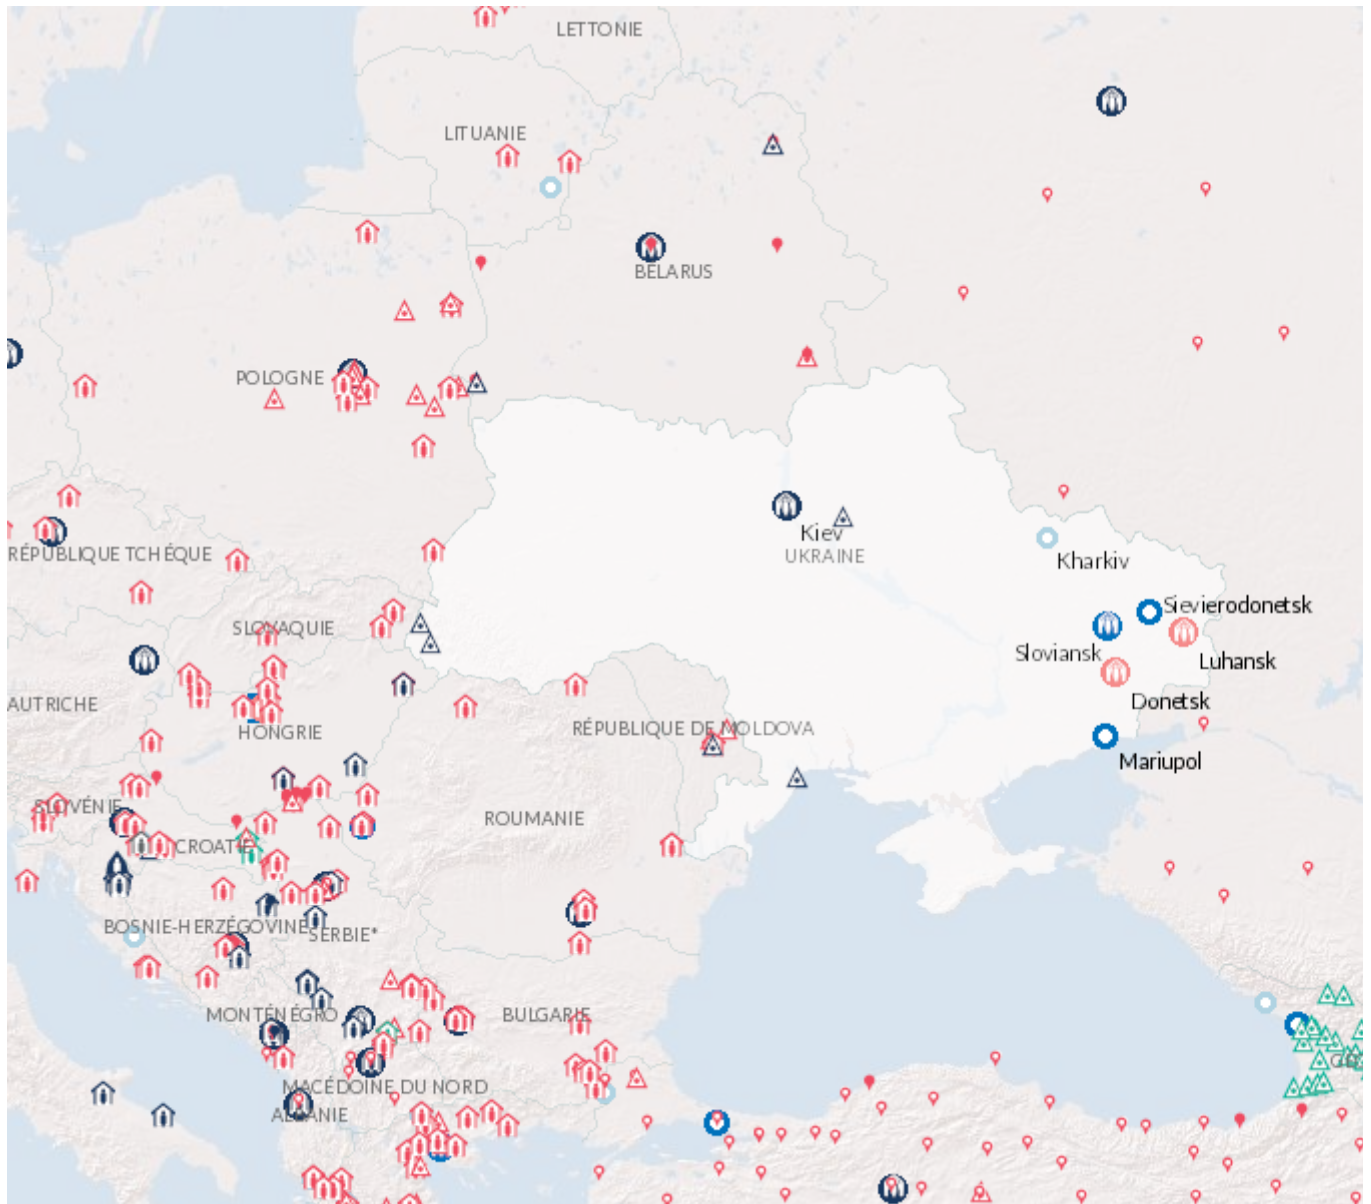 LETTONIE
LITUANIE
BELARUS
POLOGNE
Kiev
UKRAINE
RÉPUBLIQUE TCHÈQUE
Kharkiv
Sievierodonetsk
SLOVAQUIE
Sloviansk
Luhansk
AUTRICHE
Donetsk
HONGRIE
RÉPUBLIQUE DE MOLDOVA
Mariupol
SLOVÉNIE
ROUMANIE
CROATIE
BOSNIE-HERZÉGOVINE
SERBIE*
MONTÉNÉGRO
BULGARIE
MACÉDOINE DU NORD
ALBANIE